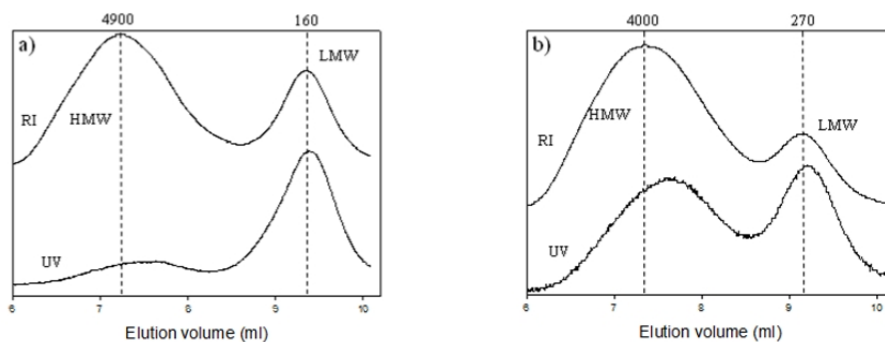 4900 160
a)
LMW
RI HMW
UV
6 7 8 9 10
Elution volume (ml)
4000 270
b)
HMW
LMW
RI
UV
6 7 8 9 10
Elution volume (ml)